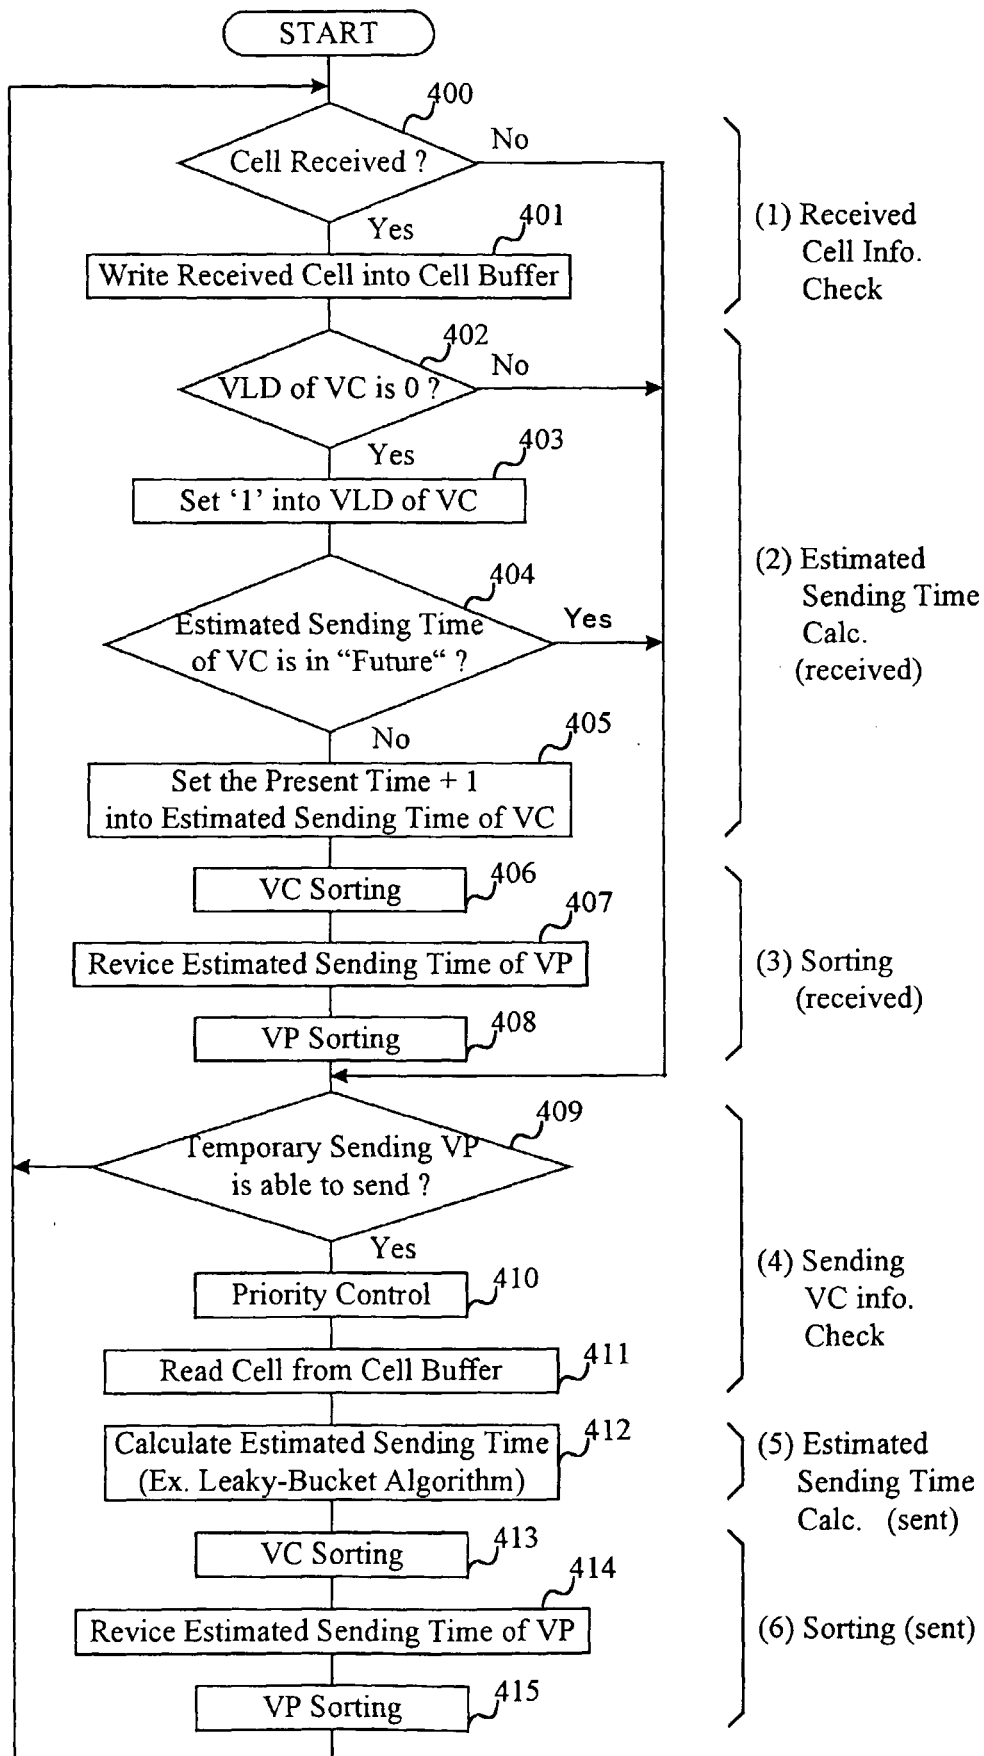 START
400
Cell Received ?
No
Yes
401
Write Received Cell into Cell Buffer
(1) Received
Cell Info.
Check
402
VLD of VC is 0 ?
No
Yes
403
Set ‘1’ into VLD of VC
404
Estimated Sending Time
of VC is in “Future“ ?
Yes
No
(2) Estimated
Sending Time
Calc.
(received)
405
Set the Present Time + 1
into Estimated Sending Time of VC
406
VC Sorting
407
Revice Estimated Sending Time of VP
408
VP Sorting
(3) Sorting
(received)
409
Temporary Sending VP
is able to send ?
Yes
410
Priority Control
411
Read Cell from Cell Buffer
(4) Sending
VC info.
Check
412
Calculate Estimated Sending Time
(Ex. Leaky-Bucket Algorithm)
(5) Estimated
Sending Time
Calc. (sent)
413
VC Sorting
414
Revice Estimated Sending Time of VP
415
VP Sorting
(6) Sorting (sent)